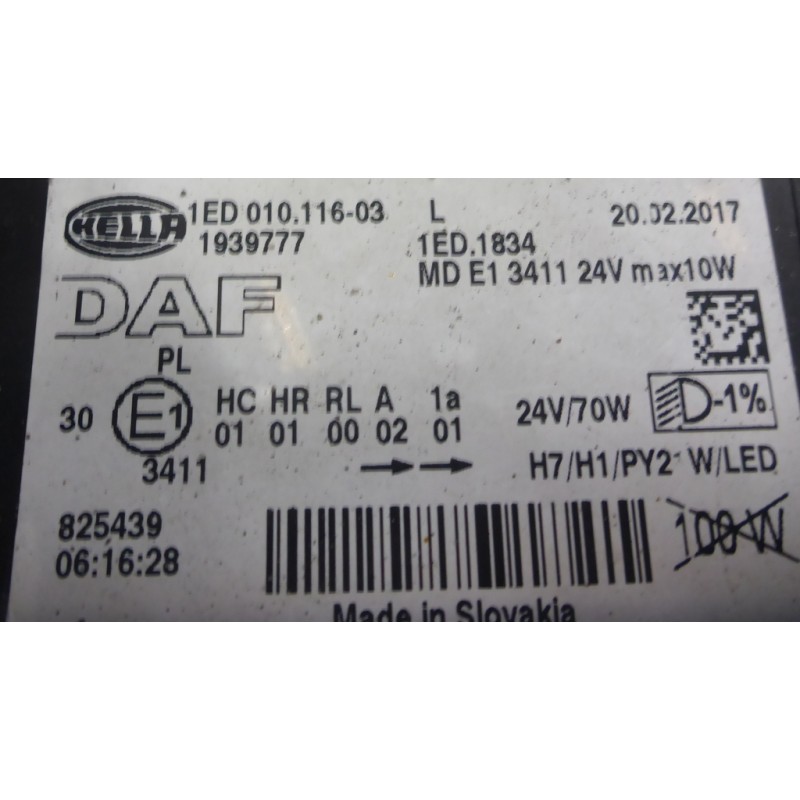 HELLA 1ED 010.116-03 L 20.02.2017
1939777 1ED.1834
MD E1 3411 24V max10W
DAF
PL
30 E1 HC HR RL A 1a 24V/70W D-1%
01 01 00 02 01
3411 H7/H1/PY21W/LED
825439
06:16:28 100W
Made in Slovakia